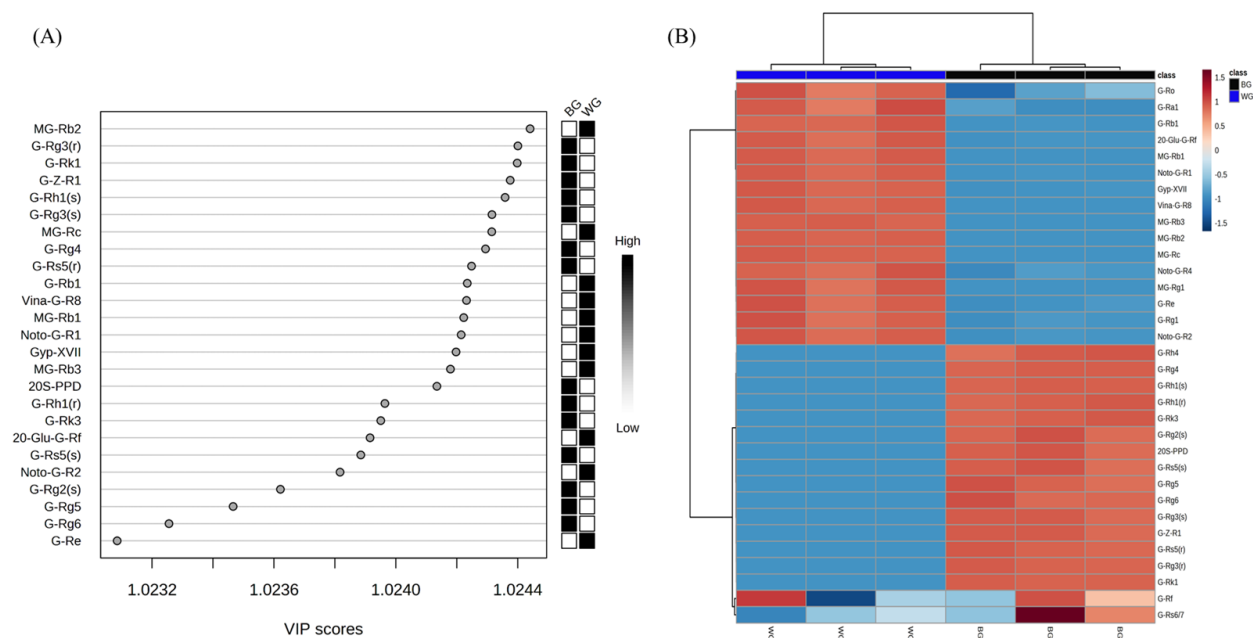 (A)
BG WG
MG-Rb2
G-Rg3(r)
G-Rk1
G-Z-R1
G-Rh1(s)
G-Rg3(s)
MG-Rc
G-Rg4
G-Rs5(r)
G-Rb1
Vina-G-R8
MG-Rb1
Noto-G-R1
Gyp-XVII
MG-Rb3
20S-PPD
G-Rh1(r)
G-Rk3
20-Glu-G-Rf
G-Rs5(s)
Noto-G-R2
G-Rg2(s)
G-Rg5
G-Rg6
G-Re
High
Low
1.0232 1.0236 1.0240 1.0244
VIP scores
(B)
class
G-Ro
G-Ra1
G-Rb1
20-Glu-G-Rf
MG-Rb1
Noto-G-R1
Gyp-XVII
Vina-G-R8
MG-Rb3
MG-Rb2
MG-Rc
Noto-G-R4
MG-Rg1
G-Re
G-Rg1
Noto-G-R2
G-Rh4
G-Rg4
G-Rh1(s)
G-Rh1(r)
G-Rk3
G-Rg2(s)
20S-PPD
G-Rs5(s)
G-Rg5
G-Rg6
G-Rg3(s)
G-Z-R1
G-Rs5(r)
G-Rg3(r)
G-Rk1
G-Rf
G-Rs6/7
1.5
1
0.5
0
-0.5
-1
-1.5
class
BG
WG
BG BG BG